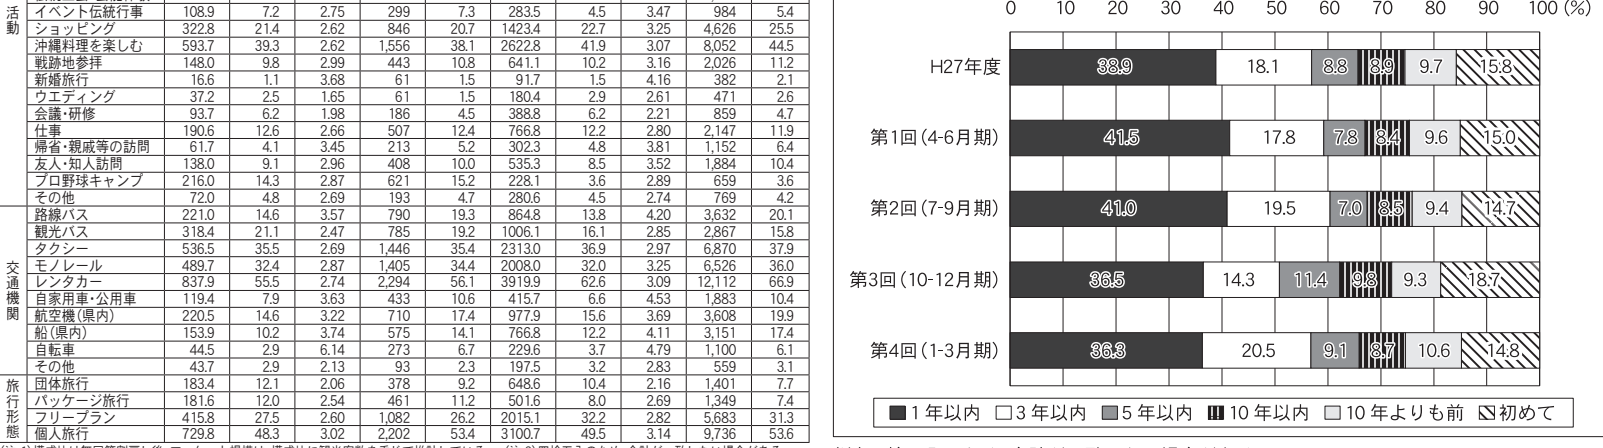 活動
イベント伝統行事 108.9 7.2 2.75 299 7.3 283.5 4.5 3.47 984 5.4
ショッピング 322.8 21.4 2.62 846 20.7 1423.4 22.7 3.25 4,626 25.5
沖縄料理を楽しむ 593.7 39.3 2.62 1,556 38.1 2622.8 41.9 3.07 8,052 44.5
戦跡地参拝 148.0 9.8 2.99 443 10.8 641.1 10.2 3.16 2,026 11.2
新婚旅行 16.6 1.1 3.68 61 1.5 91.7 1.5 4.16 382 2.1
ウエディング 37.2 2.5 1.65 61 1.5 180.4 2.9 2.61 471 2.6
会議・研修 93.7 6.2 1.98 186 4.5 388.8 6.2 2.21 859 4.7
仕事 190.6 12.6 2.66 507 12.4 766.8 12.2 2.80 2,147 11.9
帰省・親戚等の訪問 61.7 4.1 3.45 213 5.2 302.3 4.8 3.81 1,152 6.4
友人・知人訪問 138.0 9.1 2.96 408 10.0 535.3 8.5 3.52 1,884 10.4
プロ野球キャンプ 216.0 14.3 2.87 621 15.2 228.1 3.6 2.89 659 3.6
その他 72.0 4.8 2.69 193 4.7 280.6 4.5 2.74 769 4.2
交通機関
路線バス 221.0 14.6 3.57 790 19.3 864.8 13.8 4.20 3,632 20.1
観光バス 318.4 21.1 2.47 785 19.2 1006.1 16.1 2.85 2,867 15.8
タクシー 536.5 35.5 2.69 1,446 35.4 2313.0 36.9 2.97 6,870 37.9
モノレール 489.7 32.4 2.87 1,405 34.4 2008.0 32.0 3.25 6,526 36.0
レンタカー 837.9 55.5 2.74 2,294 56.1 3919.9 62.6 3.09 12,112 66.9
自家用車・公用車 119.4 7.9 3.63 433 10.6 415.7 6.6 4.53 1,883 10.4
航空機(県内) 220.5 14.6 3.22 710 17.4 977.9 15.6 3.69 3,608 19.9
船(県内) 153.9 10.2 3.74 575 14.1 766.8 12.2 4.11 3,151 17.4
自転車 44.5 2.9 6.14 273 6.7 229.6 3.7 4.79 1,100 6.1
その他 43.7 2.9 2.13 93 2.3 197.5 3.2 2.83 559 3.1
旅行形態
団体旅行 183.4 12.1 2.06 378 9.2 648.6 10.4 2.16 1,401 7.7
パッケージ旅行 181.6 12.0 2.54 461 11.2 501.6 8.0 2.69 1,349 7.4
フリープラン 415.8 27.5 2.60 1,082 26.2 2015.1 32.2 2.82 5,683 31.3
個人旅行 729.8 48.3 3.02 2,202 53.4 3100.7 49.5 3.14 9,736 53.6
0 10 20 30 40 50 60 70 80 90 100 (%)
H27年度 38.9 18.1 8.8 8.9 9.7 15.8
第1回(4-6月期) 41.5 17.8 7.8 8.4 9.6 15.0
第2回(7-9月期) 41.0 19.5 7.0 8.5 9.4 14.7
第3回(10-12月期) 36.5 14.3 11.4 9.8 9.3 18.7
第4回(1-3月期) 36.3 20.5 9.1 8.7 10.6 14.8
1年以内 3年以内 5年以内 10年以内 10年よりも前 初めて